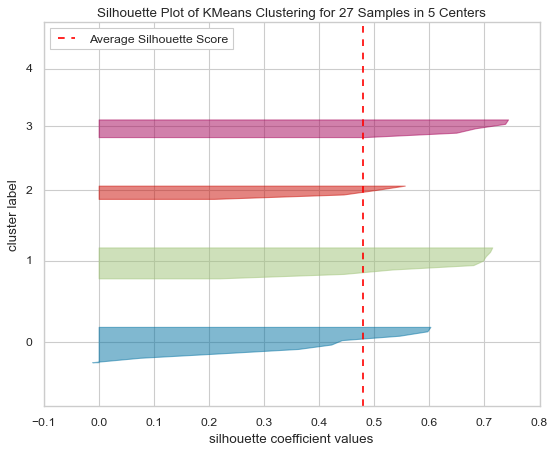 Silhouette Plot of KMeans Clustering for 27 Samples in 5 Centers
Average Silhouette Score
4
3
2
1
0
cluster label
−0.1 0.0 0.1 0.2 0.3 0.4 0.5 0.6 0.7 0.8
silhouette coefficient values